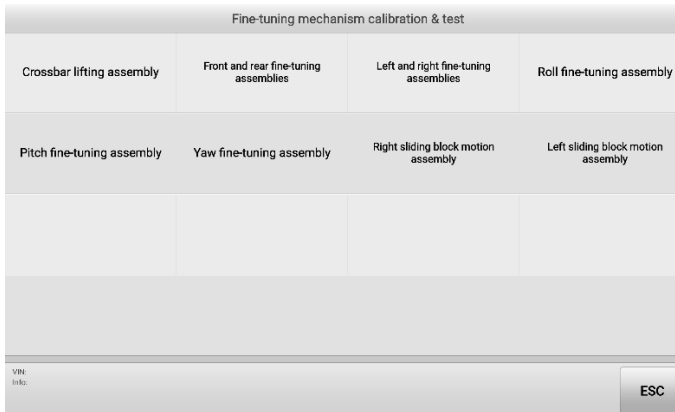 Fine-tuning mechanism calibration & test
Crossbar lifting assembly
Front and rear fine-tuning
assemblies
Left and right fine-tuning
assemblies
Roll fine-tuning assembly
Pitch fine-tuning assembly
Yaw fine-tuning assembly
Right sliding block motion
assembly
Left sliding block motion
assembly
VIN:
Info:
ESC